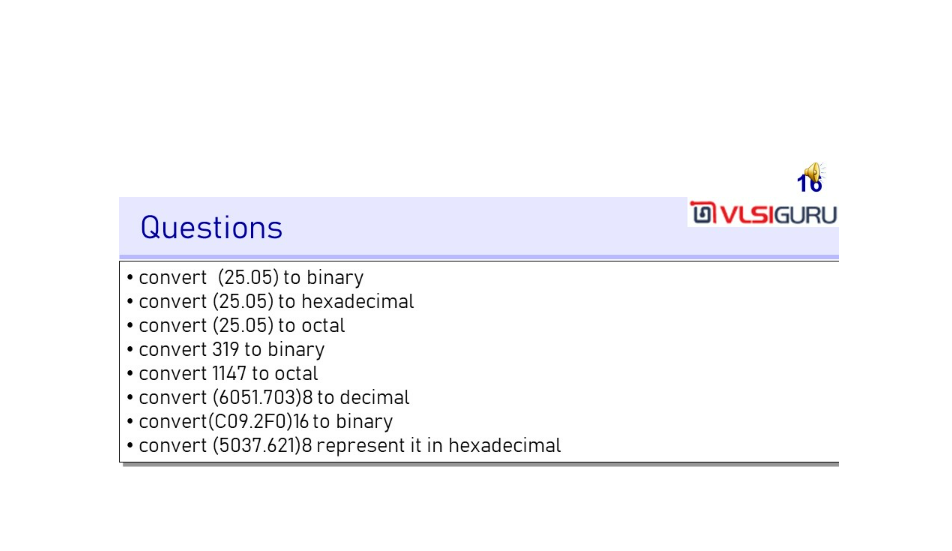 16
VLSIGURU
Questions
• convert (25.05) to binary
• convert (25.05) to hexadecimal
• convert (25.05) to octal
• convert 319 to binary
• convert 1147 to octal
• convert (6051.703)8 to decimal
• convert(C09.2F0)16 to binary
• convert (5037.621)8 represent it in hexadecimal